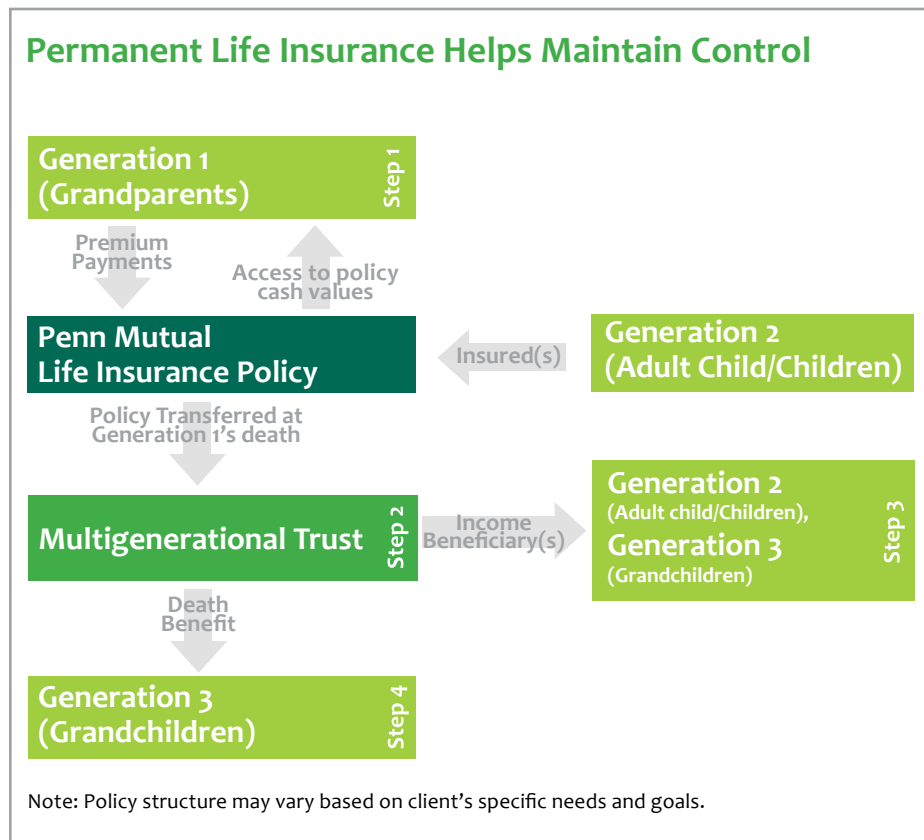 Permanent Life Insurance Helps Maintain Control
Generation 1
(Grandparents)
Step 1
Premium
Payments
Access to policy
cash values
Penn Mutual
Life Insurance Policy
Insured(s)
Generation 2
(Adult Child/Children)
Policy Transferred at
Generation 1's death
Multigenerational Trust
Step 2
Income
Beneficiary(s)
Generation 2
(Adult child/Children),
Generation 3
(Grandchildren)
Step 3
Death
Benefit
Generation 3
(Grandchildren)
Step 4
Note: Policy structure may vary based on client's specific needs and goals.